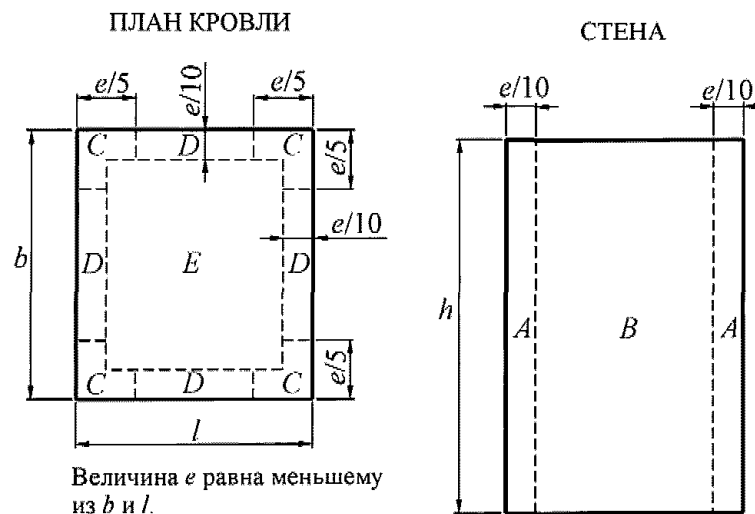 ПЛАН КРОВЛИ
СТЕНА
e/5
e/10
e/5
e/10
e/10
C
D
C
e/5
e/10
b
D
E
D
h
A
B
A
C
D
C
e/5
l
Величина e равна меньшему
из b и l.